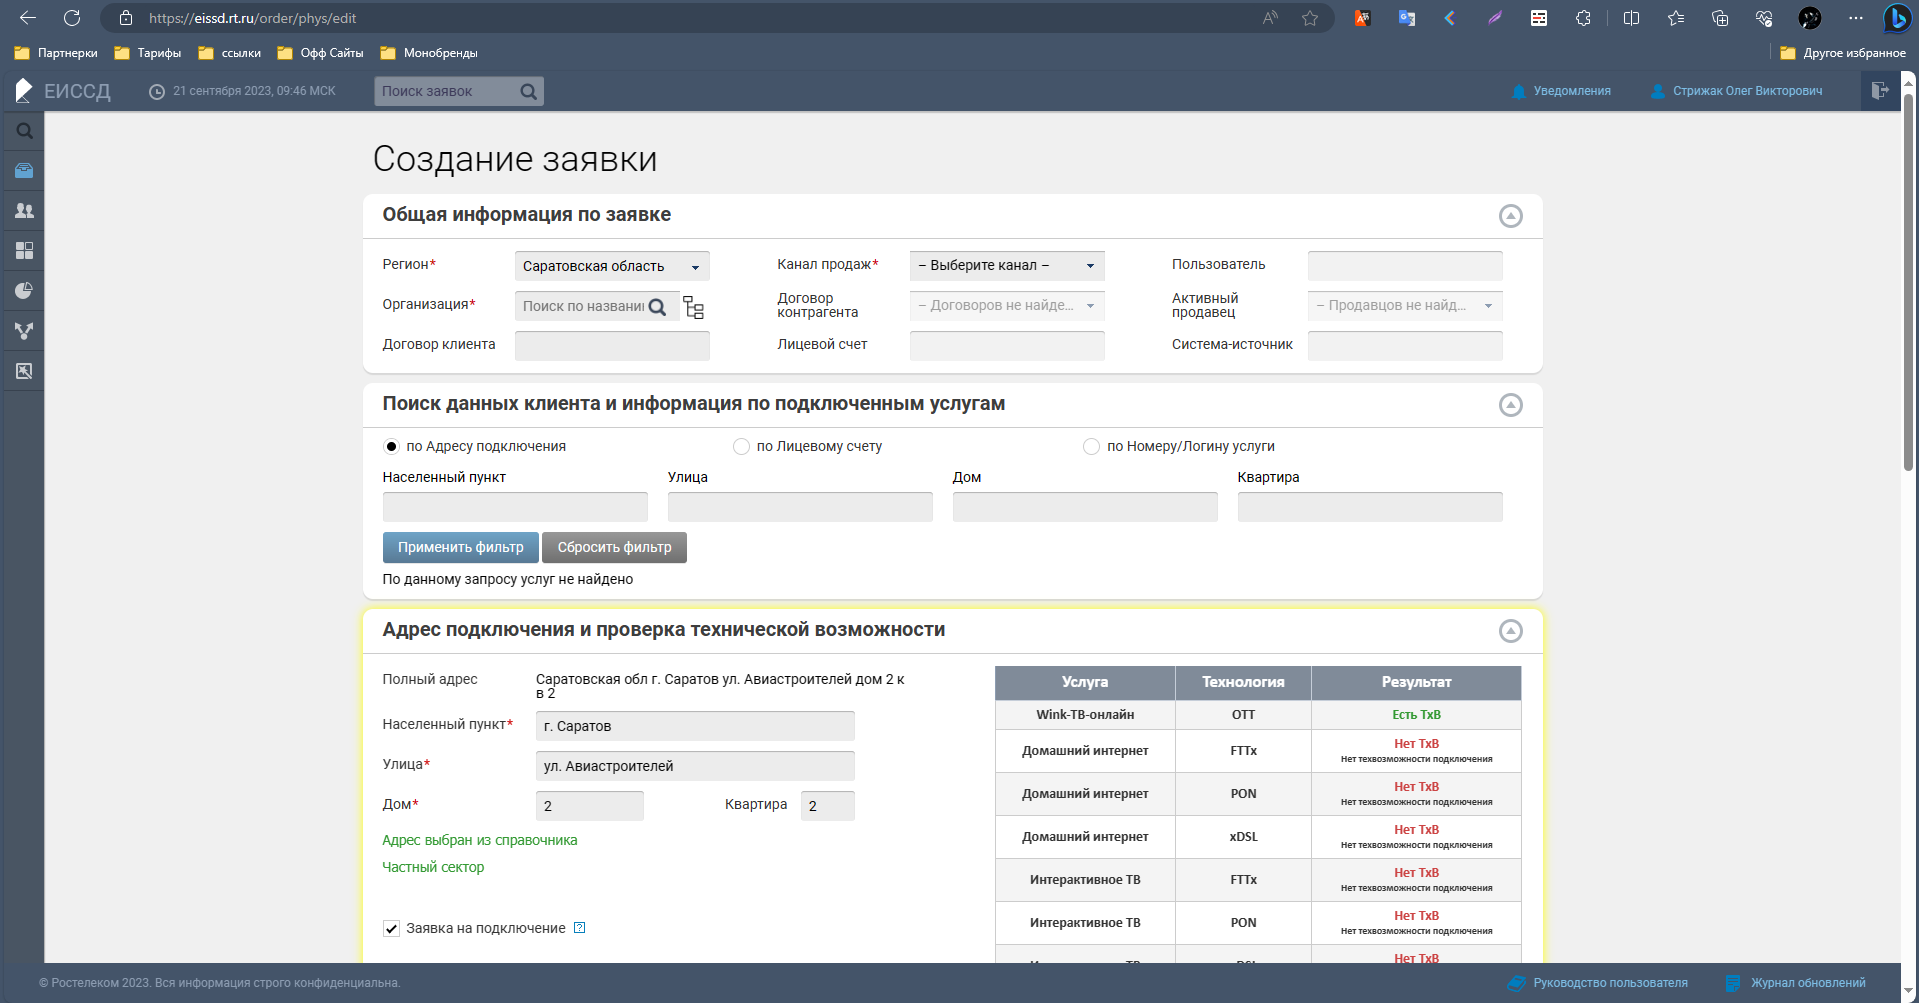 https://eissd.rt.ru/order/phys/edit
Партнерки
Тарифы
ссылки
Офф Сайты
Монобренды
Другое избранное
ЕИССД
21 сентября 2023, 09:46 МСК
Поиск заявок
Уведомления
Стрижак Олег Викторович
Создание заявки
Общая информация по заявке
Регион*
Саратовская область
Канал продаж*
– Выберите канал –
Пользователь
Организация*
Поиск по названи
Договор
контрагента
– Договоров не найде...
Активный
продавец
– Продавцов не найд...
Договор клиента
Лицевой счет
Система-источник
Поиск данных клиента и информация по подключенным услугам
по Адресу подключения
по Лицевому счету
по Номеру/Логину услуги
Населенный пункт
Улица
Дом
Квартира
Применить фильтр
Сбросить фильтр
По данному запросу услуг не найдено
Адрес подключения и проверка технической возможности
Полный адрес
Саратовская обл г. Саратов ул. Авиастроителей дом 2 к
в 2
Населенный пункт*
г. Саратов
Улица*
ул. Авиастроителей
Дом*
2
Квартира
2
Адрес выбран из справочника
Частный сектор
Заявка на подключение
Услуга
Технология
Результат
Wink-ТВ-онлайн
ОТТ
Есть ТхВ
Домашний интернет
FTTx
Нет ТхВ
Нет техвозможности подключения
Домашний интернет
PON
Нет ТхВ
Нет техвозможности подключения
Домашний интернет
xDSL
Нет ТхВ
Нет техвозможности подключения
Интерактивное ТВ
FTTx
Нет ТхВ
Нет техвозможности подключения
Интерактивное ТВ
PON
Нет ТхВ
Нет техвозможности подключения
Нет ТхВ
© Ростелеком 2023. Вся информация строго конфиденциальна.
Руководство пользователя
Журнал обновлений